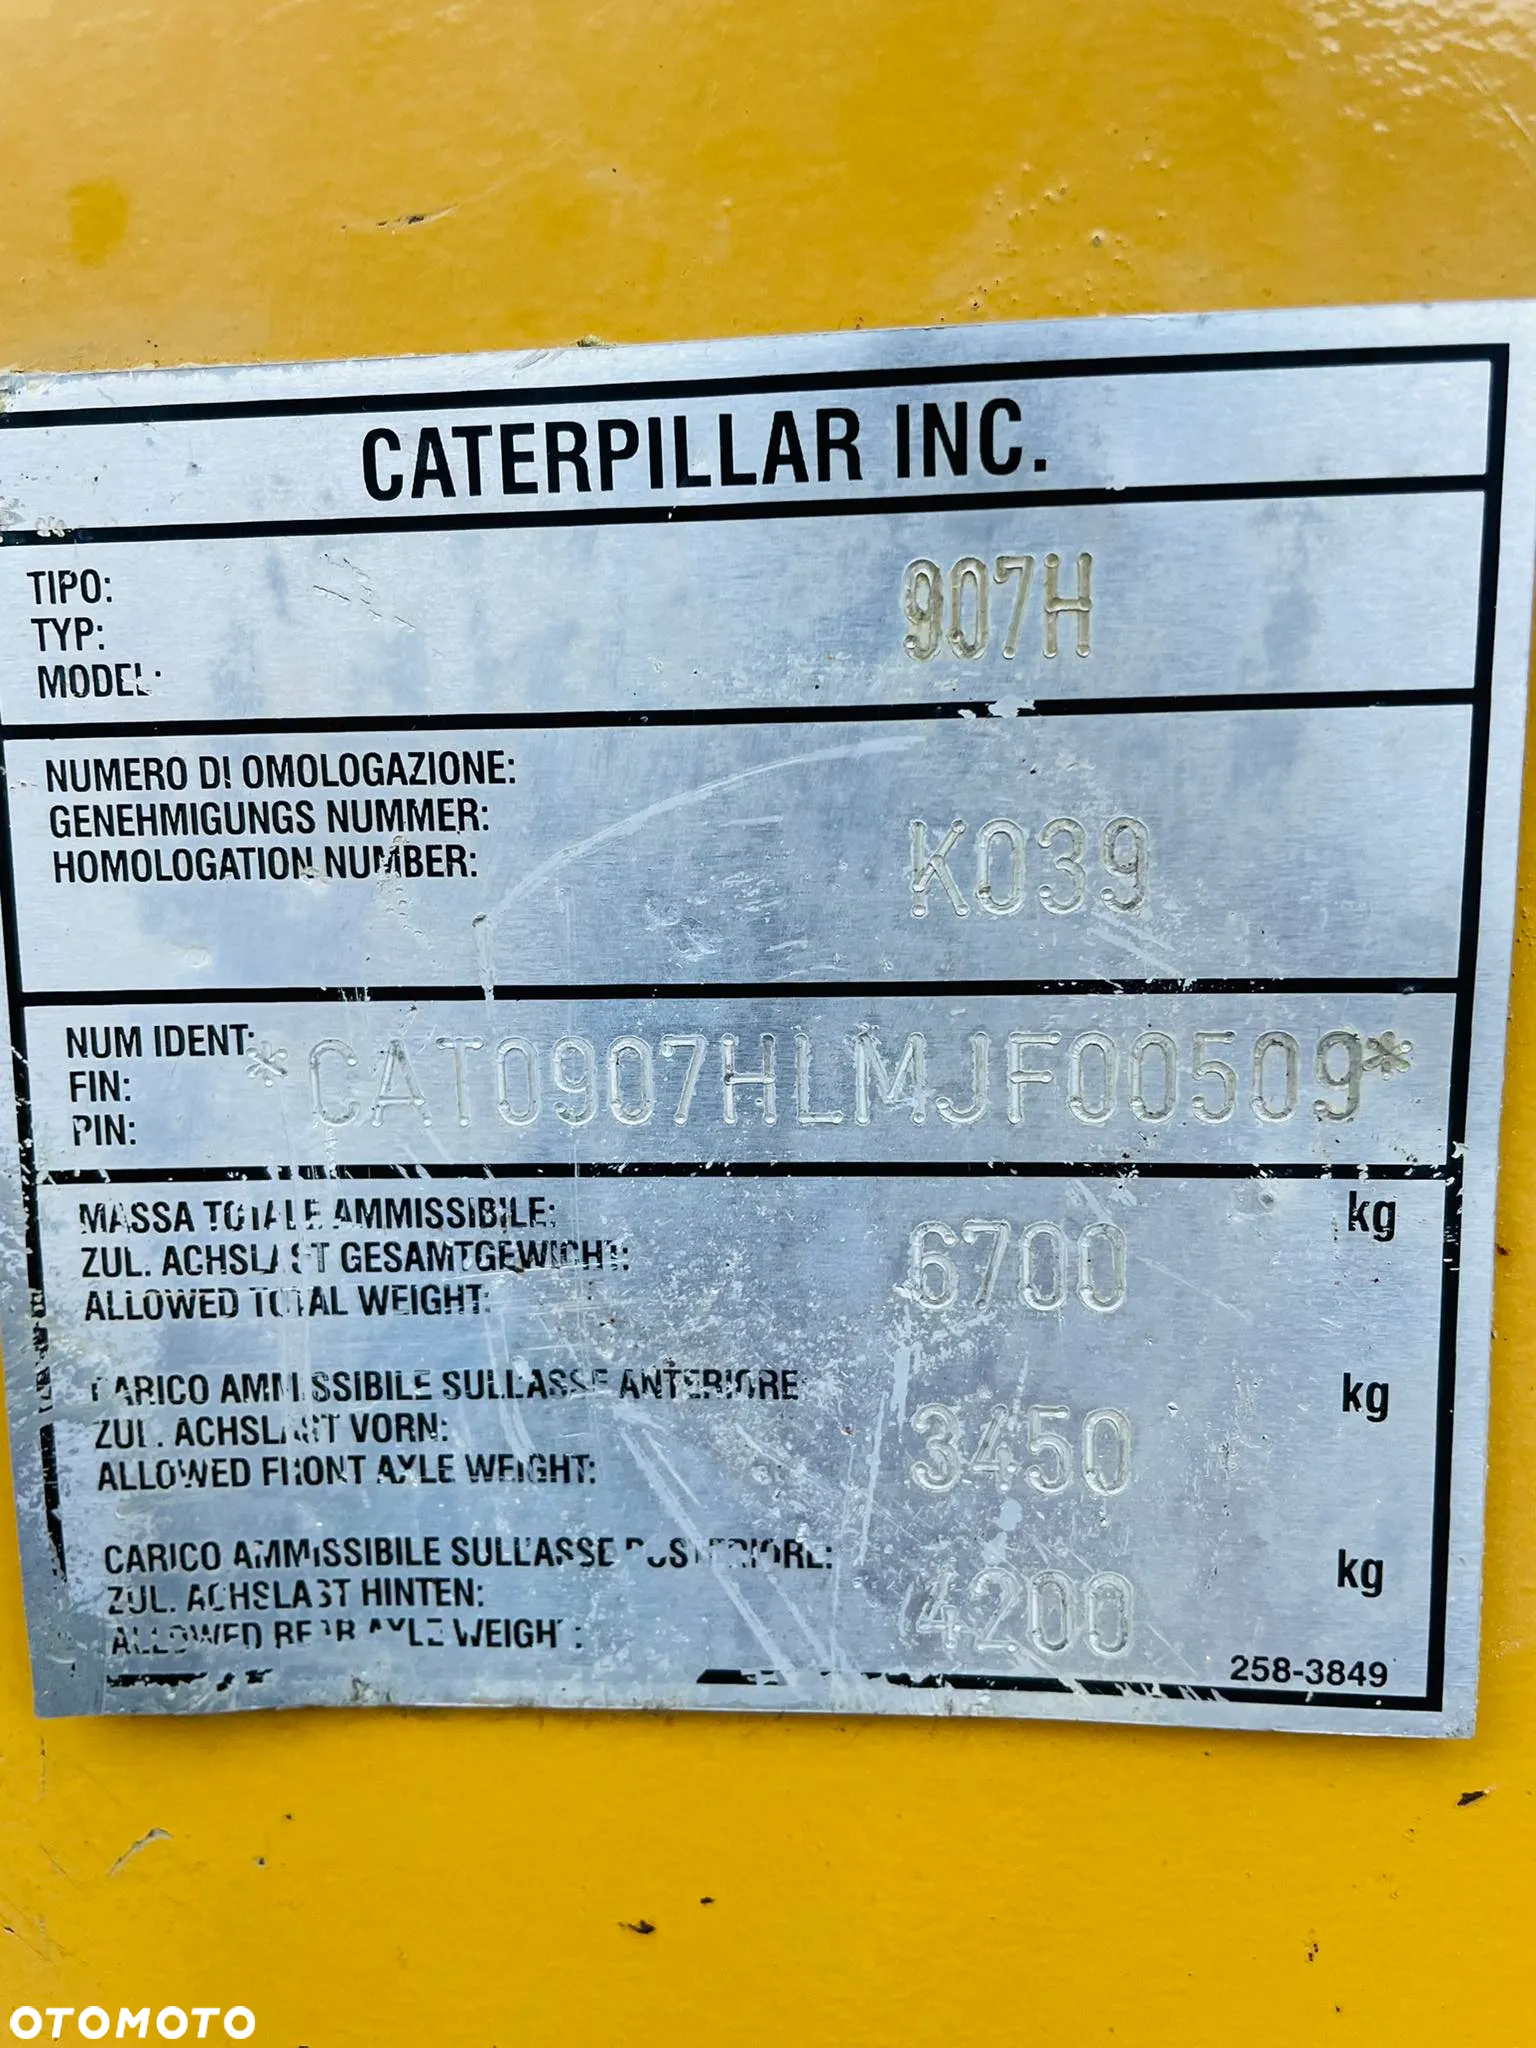 CATERPILLAR INC.
TIPO:
TYP:
MODEL:
907H
NUMERO DI OMOLOGAZIONE:
GENEHMIGUNGS NUMMER:
HOMOLOGATION NUMBER:
K039
NUM IDENT:
FIN:
PIN:
*CAT0907HLMJF00509*
MASSA TOTALE AMMISSIBILE:
ZUL. ACHSLAST GESAMTGEWICHT:
ALLOWED TOTAL WEIGHT:
6700
kg
CARICO AMMISSIBILE SULL'ASSE ANTERIORE
ZUL. ACHSLAST VORN:
ALLOWED FRONT AXLE WEIGHT:
3450
kg
CARICO AMMISSIBILE SULL'ASSE POSTERIORE:
ZUL. ACHSLAST HINTEN:
ALLOWED REAR AXLE WEIGHT:
4200
kg
258-3849
OTOMOTO